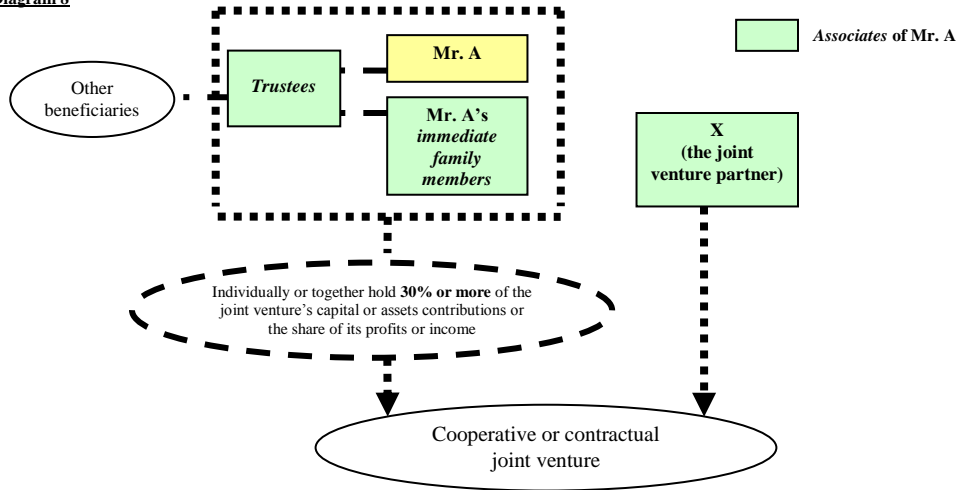 Diagram 8
Associates of Mr. A
Mr. A
Trustees
Other
beneficiaries
Mr. A's
immediate
family
members
X
(the joint
venture partner)
Individually or together hold 30% or more of the
joint venture's capital or assets contributions or
the share of its profits or income
Cooperative or contractual
joint venture